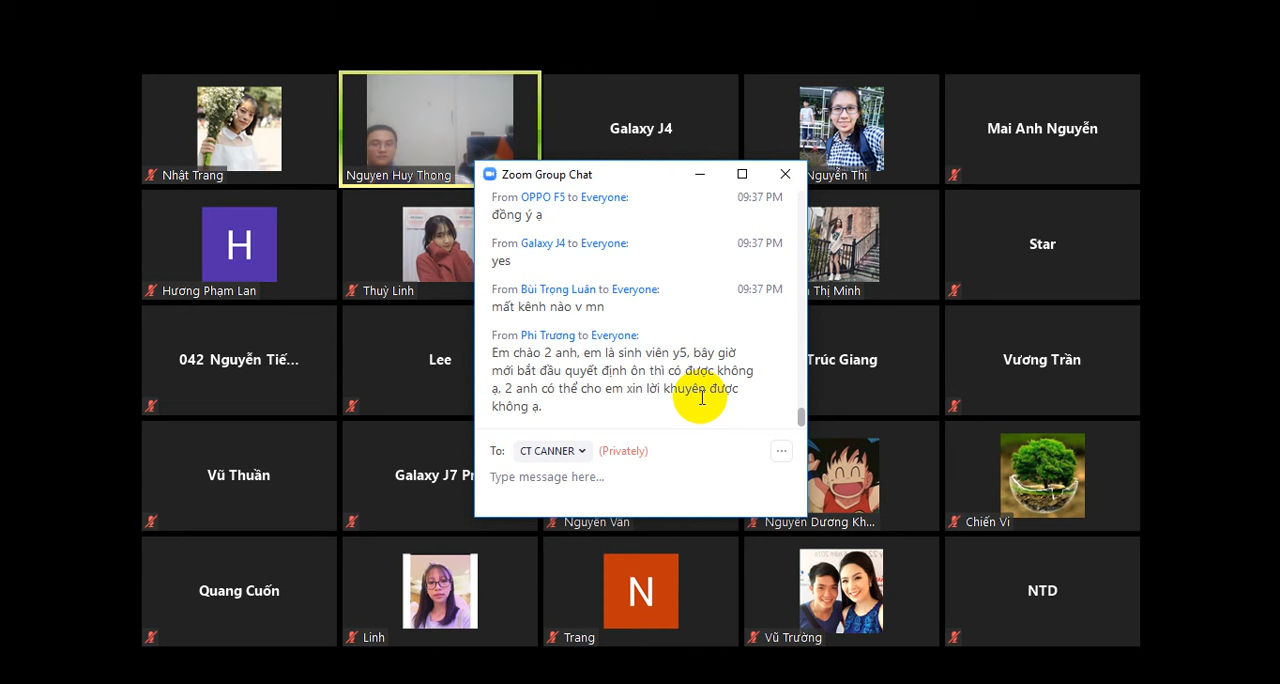 Galaxy J4
Mai Anh Nguyễn
Nhật Trang
Nguyen Huy Thong
Nguyễn Thị
Zoom Group Chat
From OPPO F5 to Everyone:
09:37 PM
đồng ý ạ
From Galaxy J4 to Everyone:
09:37 PM
yes
From Bùi Trọng Luân to Everyone:
09:37 PM
mất kênh nào v mn
From Phi Trương to Everyone:
Em chào 2 anh, em là sinh viên y5, bây giờ
mới bắt đầu quyết định ôn thì có được không
ạ, 2 anh có thể cho em xin lời khuyên được
không ạ.
To: CT CANNER (Privately)
Type message here...
H
Star
Hương Phạm Lan
Thuỳ Linh
Thị Minh
042 Nguyễn Tiế...
Lee
Trúc Giang
Vương Trần
Vũ Thuần
Galaxy J7 Pr
Nguyễn Văn
Nguyễn Dương Kh...
Chiến Vi
Quang Cuốn
N
NTD
Linh
Trang
Vũ Trường